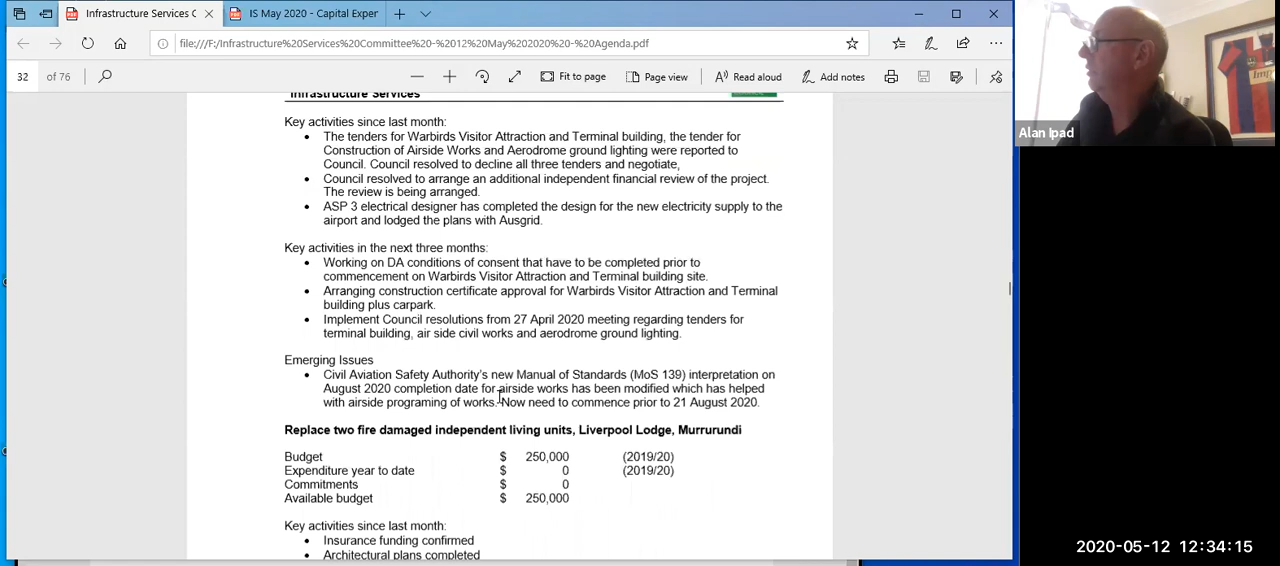 Infrastructure Services C
IS May 2020 - Capital Exper
file:///F:/Infrastructure%20Services%20Committee%20-%2012%20May%202020%20-%20Agenda.pdf
32 of 76
Fit to page
Page view
Read aloud
Add notes
Infrastructure Services
Key activities since last month:
• The tenders for Warbirds Visitor Attraction and Terminal building, the tender for
Construction of Airside Works and Aerodrome ground lighting were reported to
Council. Council resolved to decline all three tenders and negotiate,
• Council resolved to arrange an additional independent financial review of the project.
The review is being arranged.
• ASP 3 electrical designer has completed the design for the new electricity supply to the
airport and lodged the plans with Ausgrid.
Key activities in the next three months:
• Working on DA conditions of consent that have to be completed prior to
commencement on Warbirds Visitor Attraction and Terminal building site.
• Arranging construction certificate approval for Warbirds Visitor Attraction and Terminal
building plus carpark.
• Implement Council resolutions from 27 April 2020 meeting regarding tenders for
terminal building, air side civil works and aerodrome ground lighting.
Emerging Issues
• Civil Aviation Safety Authority's new Manual of Standards (MoS 139) interpretation on
August 2020 completion date for airside works has been modified which has helped
with airside programing of works. Now need to commence prior to 21 August 2020.
Replace two fire damaged independent living units, Liverpool Lodge, Murrurundi
Budget $ 250,000 (2019/20)
Expenditure year to date $ 0 (2019/20)
Commitments $ 0
Available budget $ 250,000
Key activities since last month:
• Insurance funding confirmed
• Architectural plans completed
Alan Ipad
2020-05-12 12:34:15